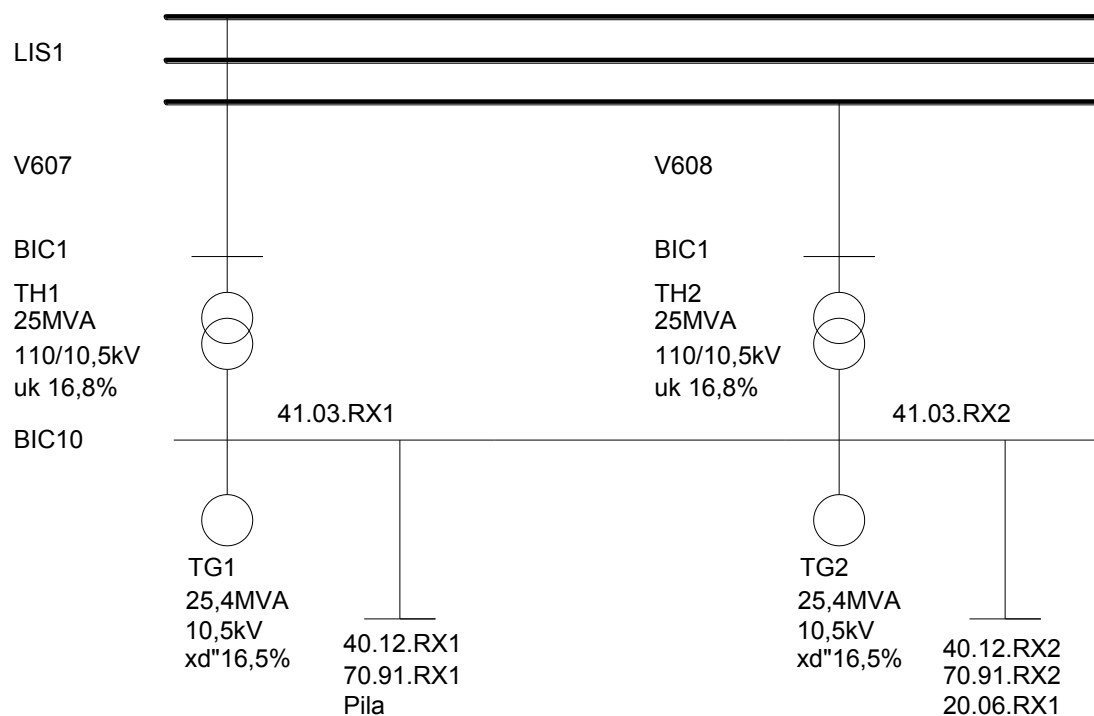 LIS1
V607
V608
BIC1
BIC1
TH1
25MVA
110/10,5kV
uk 16,8%
TH2
25MVA
110/10,5kV
uk 16,8%
41.03.RX1
41.03.RX2
BIC10
TG1
25,4MVA
10,5kV
xd"16,5%
40.12.RX1
70.91.RX1
Pila
TG2
25,4MVA
10,5kV
xd"16,5%
40.12.RX2
70.91.RX2
20.06.RX1